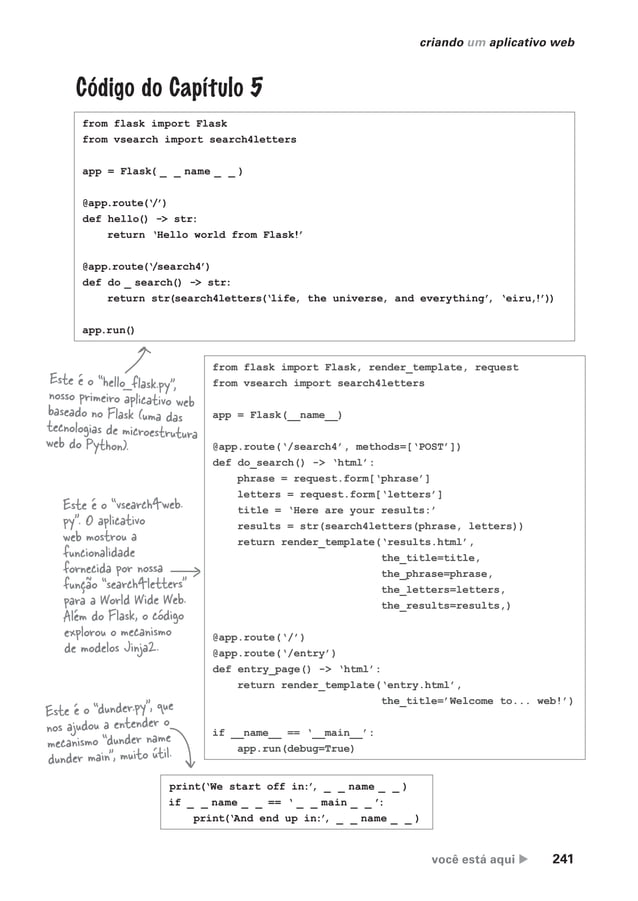 criando um aplicativo web
Código do Capítulo 5
from flask import Flask
from vsearch import search4letters
app = Flask( _ _ name _ _ )
@app.route(‘/’)
def hello() -> str:
return ‘Hello world from Flask!’
@app.route(‘/search4’)
def do _ search() -> str:
return str(search4letters(‘life, the universe, and everything’, ‘eiru,!’))
app.run()
Este é o “hello_flask.py”,
nosso primeiro aplicativo web
baseado no Flask (uma das
tecnologias de microestrutura
web do Python).
from flask import Flask, render_template, request
from vsearch import search4letters
app = Flask(__name__)
@app.route(‘/search4’, methods=[‘POST’])
def do_search() -> ‘html’:
phrase = request.form[‘phrase’]
letters = request.form[‘letters’]
title = ‘Here are your results:’
results = str(search4letters(phrase, letters))
return render_template(‘results.html’,
the_title=title,
the_phrase=phrase,
the_letters=letters,
the_results=results,)
@app.route(‘/’)
@app.route(‘/entry’)
def entry_page() -> ‘html’:
return render_template(‘entry.html’,
the_title=’Welcome to... web!’)
if __name__ == ‘__main__’:
app.run(debug=True)
Este é o “vsearch4web.
py”. O aplicativo
web mostrou a
funcionalidade
fornecida por nossa
função “search4letters”
para a World Wide Web.
Além do Flask, o código
explorou o mecanismo
de modelos Jinja2.
Este é o “dunder.py”, que
nos ajudou a entender o
mecanismo “dunder name
dunder main”, muito útil.
print(‘We start off in:’, _ _ name _ _ )
if _ _ name _ _ == ‘ _ _ main _ _ ’:
print(‘And end up in:’, _ _ name _ _ )
você está aqui ▶ 241